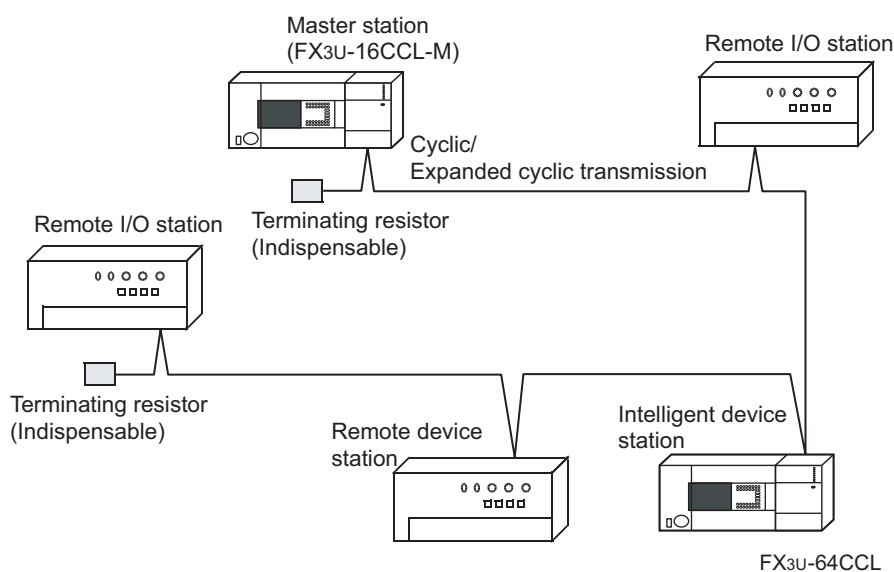 Master station
(FX3U-16CCL-M)
Remote I/O station
Cyclic/
Expanded cyclic transmission
Terminating resistor
(Indispensable)
Remote I/O station
Terminating resistor
(Indispensable)
Remote device
station
Intelligent device
station
FX3U-64CCL